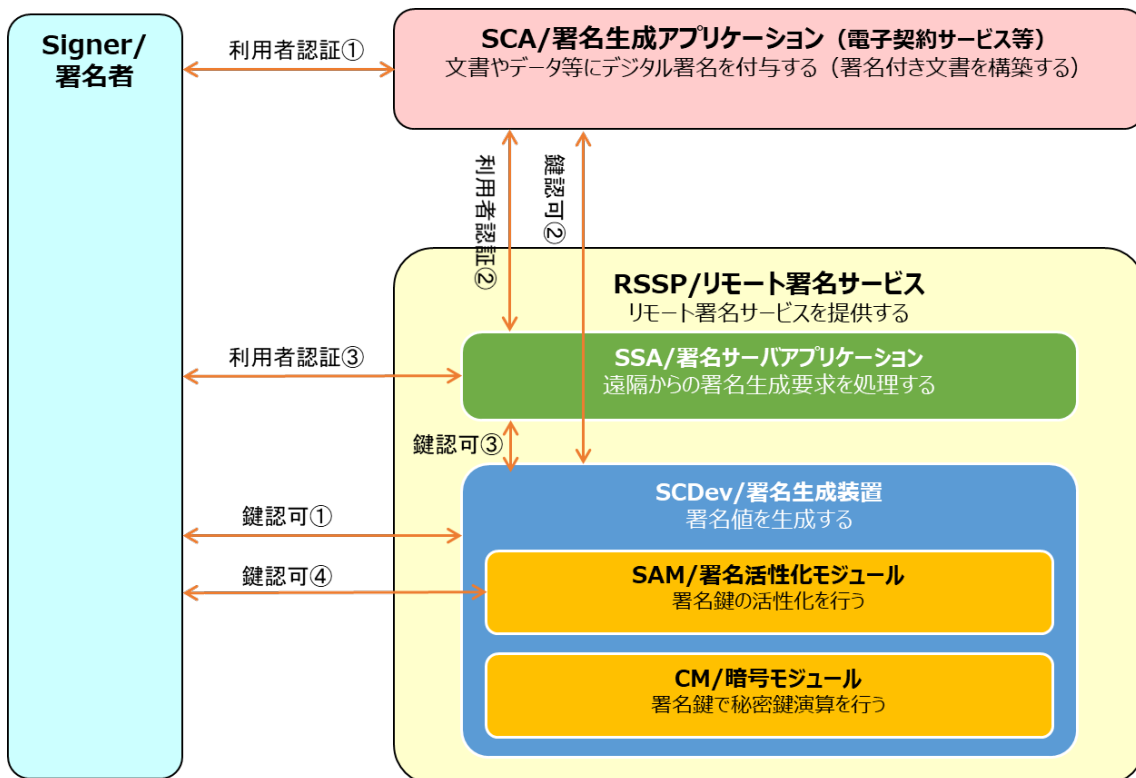 Signer/
署名者
利用者認証①
SCA/署名生成アプリケーション（電子契約サービス等）
文書やデータ等にデジタル署名を付与する（署名付き文書を構築する）
利用者認証②
鍵認可②
RSSP/リモート署名サービス
リモート署名サービスを提供する
利用者認証③
SSA/署名サーバアプリケーション
遠隔からの署名生成要求を処理する
鍵認可③
SCDev/署名生成装置
署名値を生成する
鍵認可①
鍵認可④
SAM/署名活性化モジュール
署名鍵の活性化を行う
CM/暗号モジュール
署名鍵で秘密鍵演算を行う